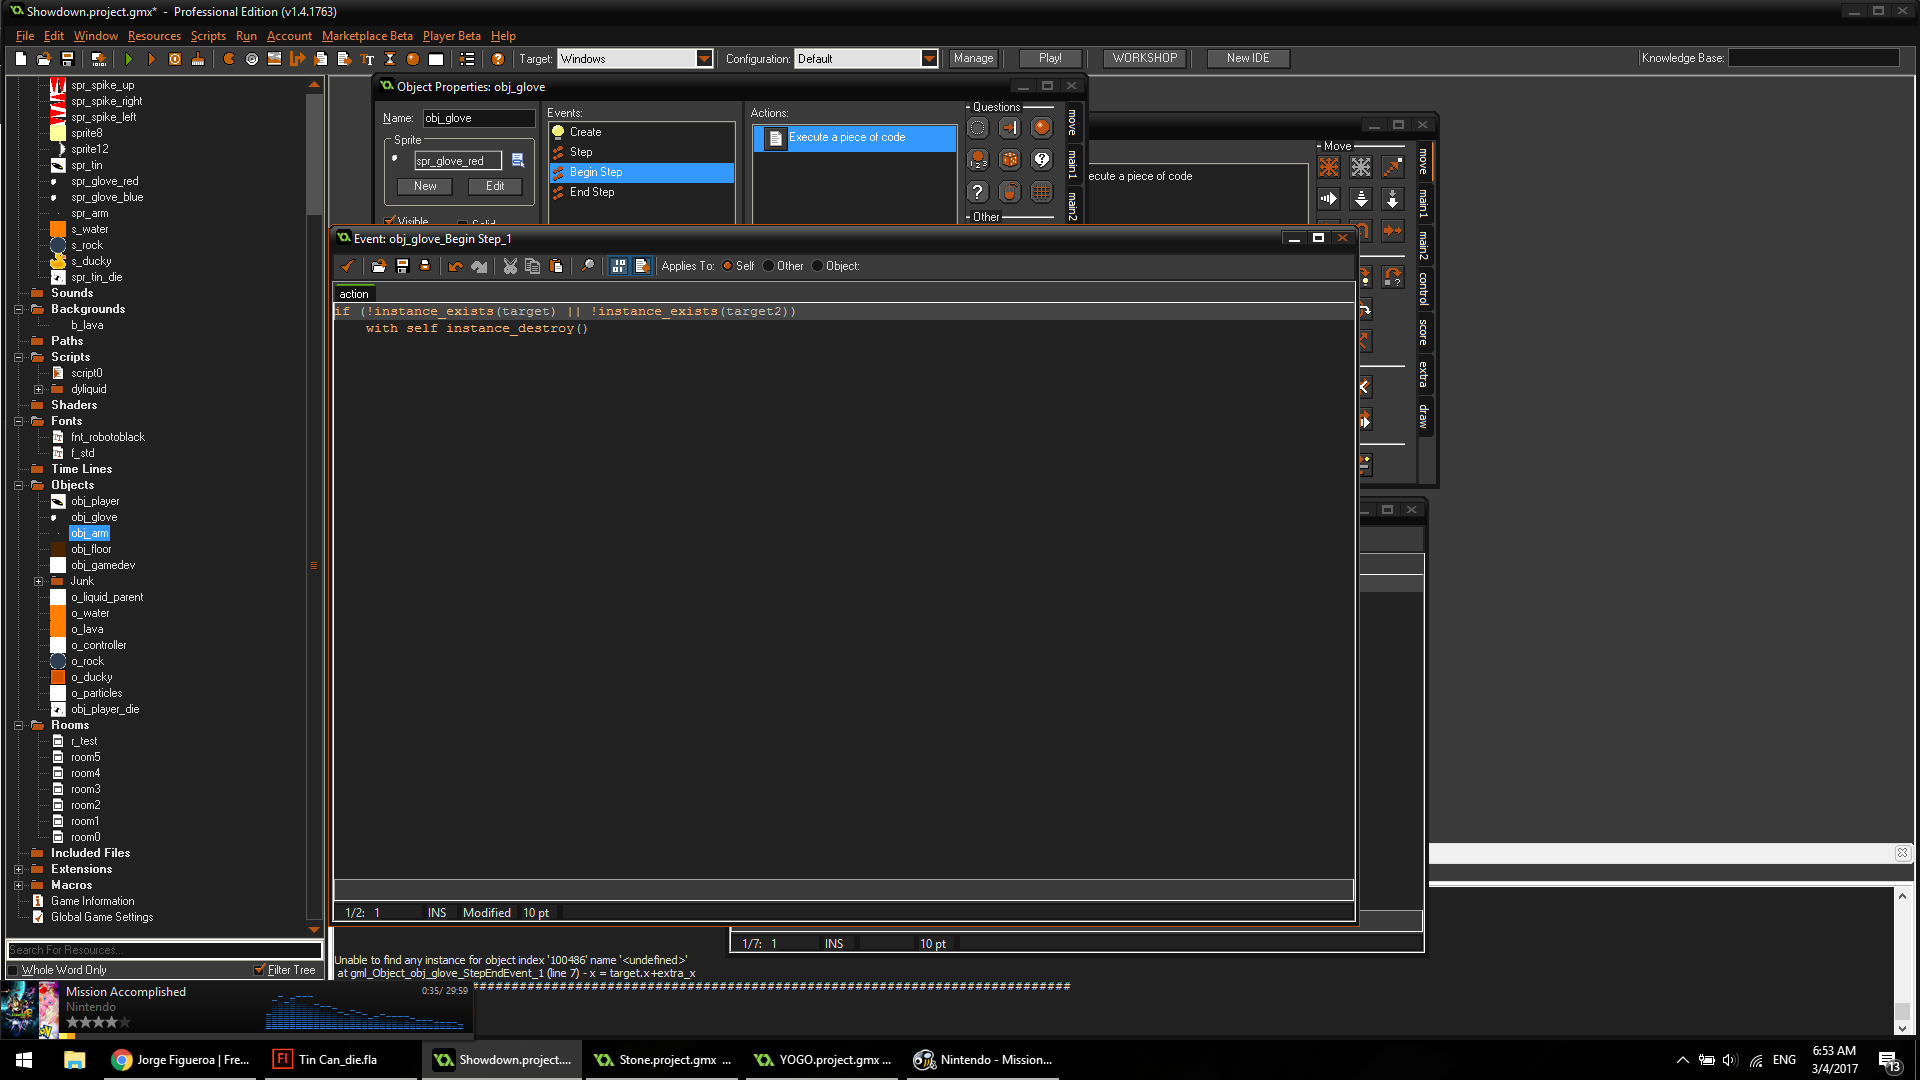 Showdown.project.gmx* - Professional Edition (v1.4.1763)
File Edit Window Resources Scripts Run Account Marketplace Beta Player Beta Help
Target: Windows Configuration: Default Manage Play! WORKSHOP New IDE Knowledge Base:
spr_spike_up
spr_spike_right
spr_spike_left
sprite8
sprite12
spr_tin
spr_glove_red
spr_glove_blue
spr_arm
s_water
s_rock
s_ducky
spr_tin_die
Sounds
Backgrounds
b_lava
Paths
Scripts
script0
dyliquid
Shaders
Fonts
fnt_robotoblack
f_std
Time Lines
Objects
obj_player
obj_glove
obj_arm
obj_floor
obj_gamedev
Junk
o_liquid_parent
o_water
o_lava
o_controller
o_rock
o_ducky
o_particles
obj_player_die
Rooms
r_test
room5
room4
room3
room2
room1
room0
Included Files
Extensions
Macros
Game Information
Global Game Settings
Search For Resources...
Whole Word Only Filter Tree
Object Properties: obj_glove
Name: obj_glove
Sprite
spr_glove_red
New Edit
Visible Solid
Events:
Create
Step
Begin Step
End Step
Actions:
Execute a piece of code
Questions
Other
move
main1
main2
ecute a piece of code
Move
move
main1
main2
control
score
extra
draw
Event: obj_glove_Begin Step_1
Applies To: Self Other Object:
action
if (!instance_exists(target) || !instance_exists(target2))
with self instance_destroy()
1/2: 1 INS Modified 10 pt
1/7: 1 INS 10 pt
Unable to find any instance for object index '100486' name '<undefined>'
at gml_Object_obj_glove_StepEndEvent_1 (line 7) - x = target.x+extra_x
Mission Accomplished
Nintendo
0:35/ 29:59
Jorge Figueroa | Fre...
Tin Can_die.fla
Showdown.project....
Stone.project.gmx ...
YOGO.project.gmx ...
Nintendo - Mission...
ENG
6:53 AM
3/4/2017
13